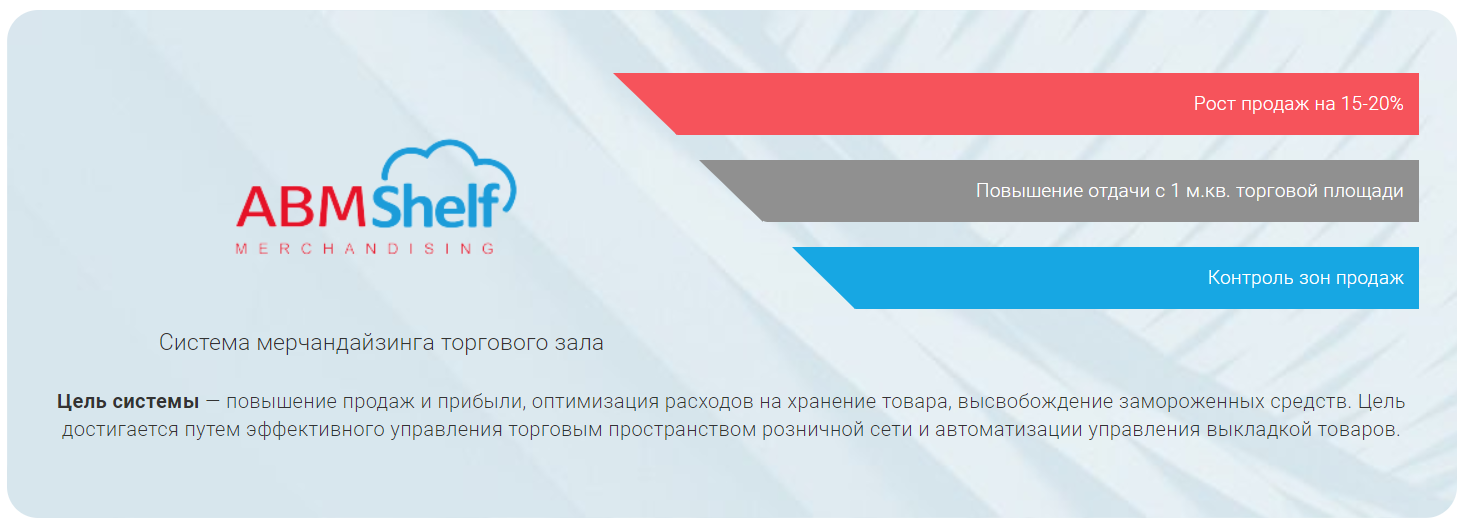 Рост продаж на 15-20%
Повышение отдачи с 1 м.кв. торговой площади
Контроль зон продаж
ABMShelf
MERCHANDISING
Система мерчандайзинга торгового зала
Цель системы — повышение продаж и прибыли, оптимизация расходов на хранение товара, высвобождение замороженных средств. Цель
достигается путем эффективного управления торговым пространством розничной сети и автоматизации управления выкладкой товаров.